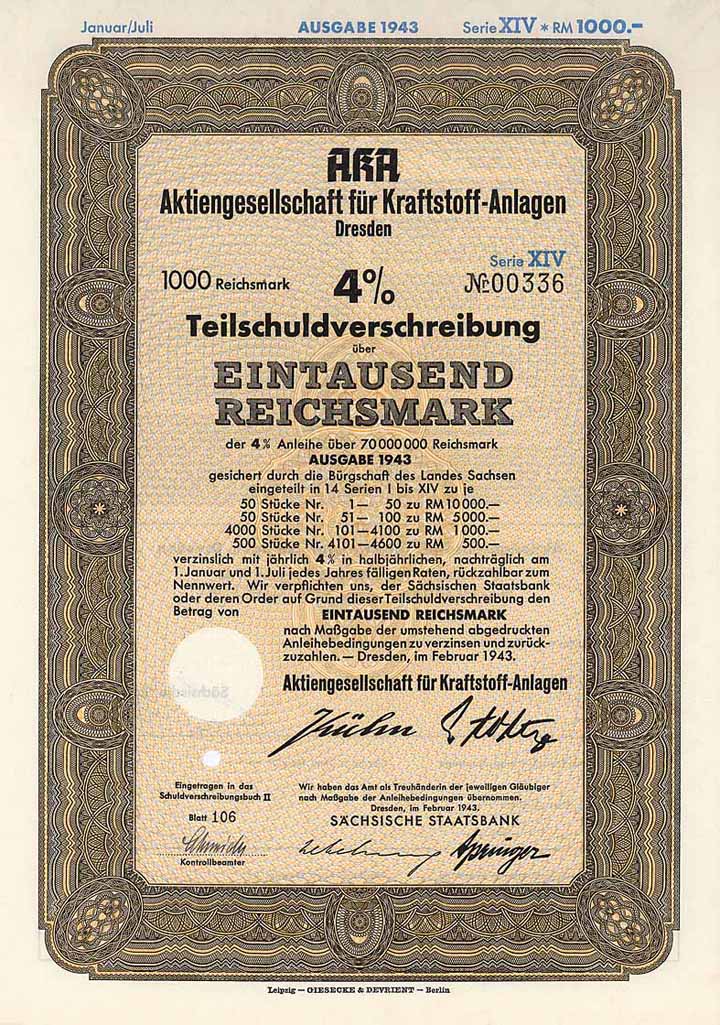 Januar/Juli AUSGABE 1943 Serie XIV * RM 1000.-
AKA
Aktiengesellschaft für Kraftstoff-Anlagen
Dresden
Serie XIV
1000 Reichsmark 4% № 00336
Teilschuldverschreibung
über
EINTAUSEND
REICHSMARK
der 4% Anleihe über 70 000 000 Reichsmark
AUSGABE 1943
gesichert durch die Bürgschaft des Landes Sachsen
eingeteilt in 14 Serien I bis XIV zu je
50 Stücke Nr. 1— 50 zu RM 10 000.—
50 Stücke Nr. 51— 100 zu RM 5000.—
4000 Stücke Nr. 101—4100 zu RM 1000.—
500 Stücke Nr. 4101—4600 zu RM 500.—
verzinslich mit jährlich 4% in halbjährlichen, nachträglich am
1. Januar und 1. Juli jedes Jahres fälligen Raten, rückzahlbar zum
Nennwert. Wir verpflichten uns, der Sächsischen Staatsbank
oder deren Order auf Grund dieser Teilschuldverschreibung den
Betrag von EINTAUSEND REICHSMARK
nach Maßgabe der umstehend abgedruckten
Anleihebedingungen zu verzinsen und zurück-
zuzahlen. — Dresden, im Februar 1943.
Aktiengesellschaft für Kraftstoff-Anlagen
Kühn
Eingetragen in das
Schuldverschreibungsbuch II
Blatt 106
Kontrollbeamter
Wir haben das Amt als Treuhänderin der jeweiligen Gläubiger
nach Maßgabe der Anleihebedingungen übernommen.
Dresden, im Februar 1943.
SÄCHSISCHE STAATSBANK
Springer
Leipzig — GIESECKE & DEVRIENT — Berlin